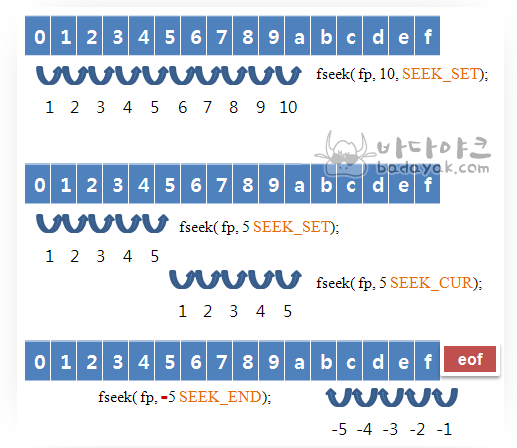 0 1 2 3 4 5 6 7 8 9 a b c d e f
fseek( fp, 10, SEEK_SET);
1 2 3 4 5 6 7 8 9 10
바다야크
badayak.com
0 1 2 3 4 5 6 7 8 9 a b c d e f
fseek( fp, 5 SEEK_SET);
1 2 3 4 5
fseek( fp, 5 SEEK_CUR);
1 2 3 4 5
0 1 2 3 4 5 6 7 8 9 a b c d e f eof
fseek( fp, -5 SEEK_END);
-5 -4 -3 -2 -1